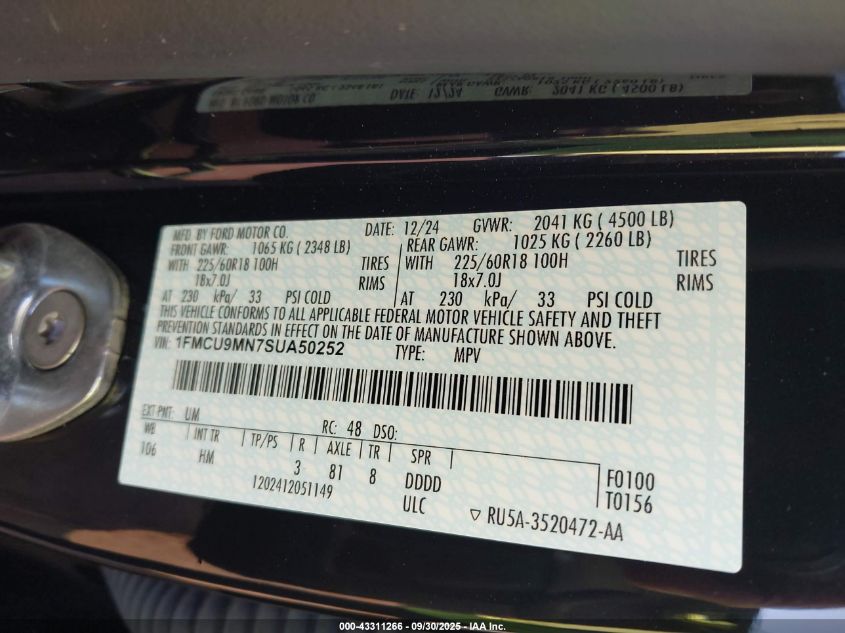 MFD. BY FORD MOTOR CO. DATE: 12/24 GVWR: 2041 KG ( 4500 LB)
FRONT GAWR: 1065 KG ( 2348 LB) REAR GAWR: 1025 KG ( 2260 LB)
WITH 225/60R18 100H TIRES WITH 225/60R18 100H TIRES
18x7.0J RIMS 18x7.0J RIMS
AT 230 kPa/ 33 PSI COLD AT 230 kPa/ 33 PSI COLD
THIS VEHICLE CONFORMS TO ALL APPLICABLE FEDERAL MOTOR VEHICLE SAFETY AND THEFT
PREVENTION STANDARDS IN EFFECT ON THE DATE OF MANUFACTURE SHOWN ABOVE.
VIN: 1FMCU9MN7SUA50252 TYPE: MPV
EXT PNT: UM RC: 48 DSO:
WB INT TR TP/PS R AXLE TR SPR
106 HM 3 81 8 DDDD F0100
1202412051149 ULC T0156
▽ RU5A-3520472-AA
000-43311266 - 09/30/2025 - IAA Inc.